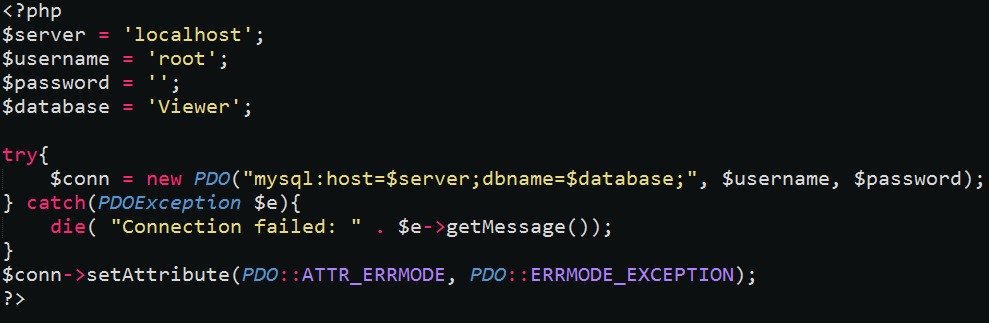 <?php
$server = 'localhost';
$username = 'root';
$password = '';
$database = 'Viewer';
try{
    $conn = new PDO("mysql:host=$server;dbname=$database;", $username, $password);
} catch(PDOException $e){
    die( "Connection failed: " . $e->getMessage());
}
$conn->setAttribute(PDO::ATTR_ERRMODE, PDO::ERRMODE_EXCEPTION);
?>